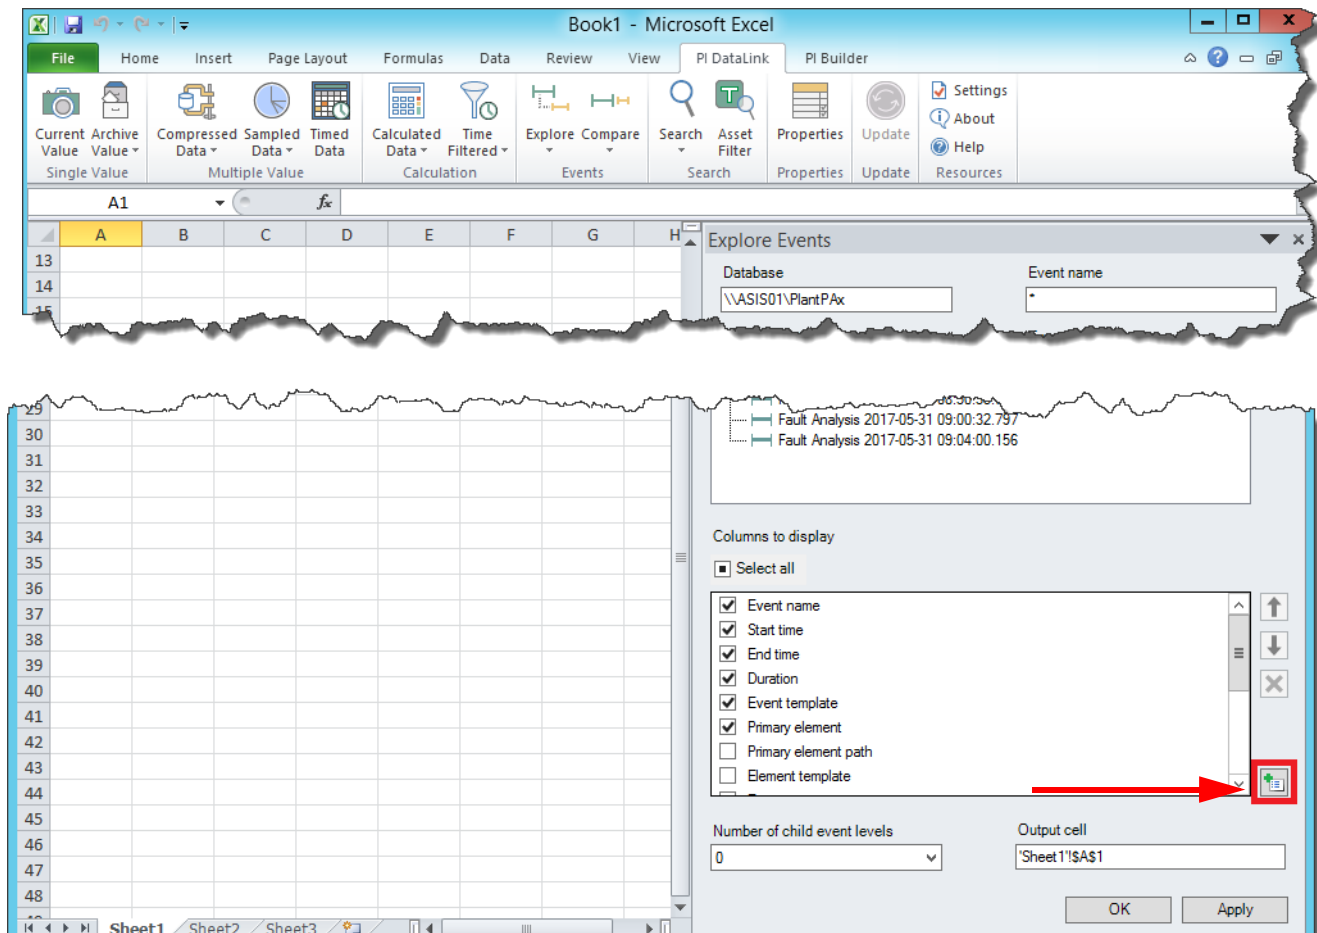 Book1 - Microsoft Excel
File Home Insert Page Layout Formulas Data Review View PI DataLink PI Builder
Current Value
Archive Value
Compressed Data
Sampled Data
Timed Data
Calculated Data
Time Filtered
Explore
Compare
Search
Asset Filter
Properties
Update
Settings
About
Help
Single Value Multiple Value Calculation Events Search Properties Update Resources
A1 fx
A B C D E F G H
Explore Events
13
14
15
Database Event name
\\ASIS01\PlantPAx *
29
30
31
32
33
34
35
36
37
38
39
40
41
42
43
44
45
46
47
48
Fault Analysis 2017-05-31 09:00:32.797
Fault Analysis 2017-05-31 09:04:00.156
Columns to display
Select all
Event name
Start time
End time
Duration
Event template
Primary element
Primary element path
Element template
Number of child event levels Output cell
0 'Sheet1'!$A$1
OK Apply
Sheet1 Sheet2 Sheet3